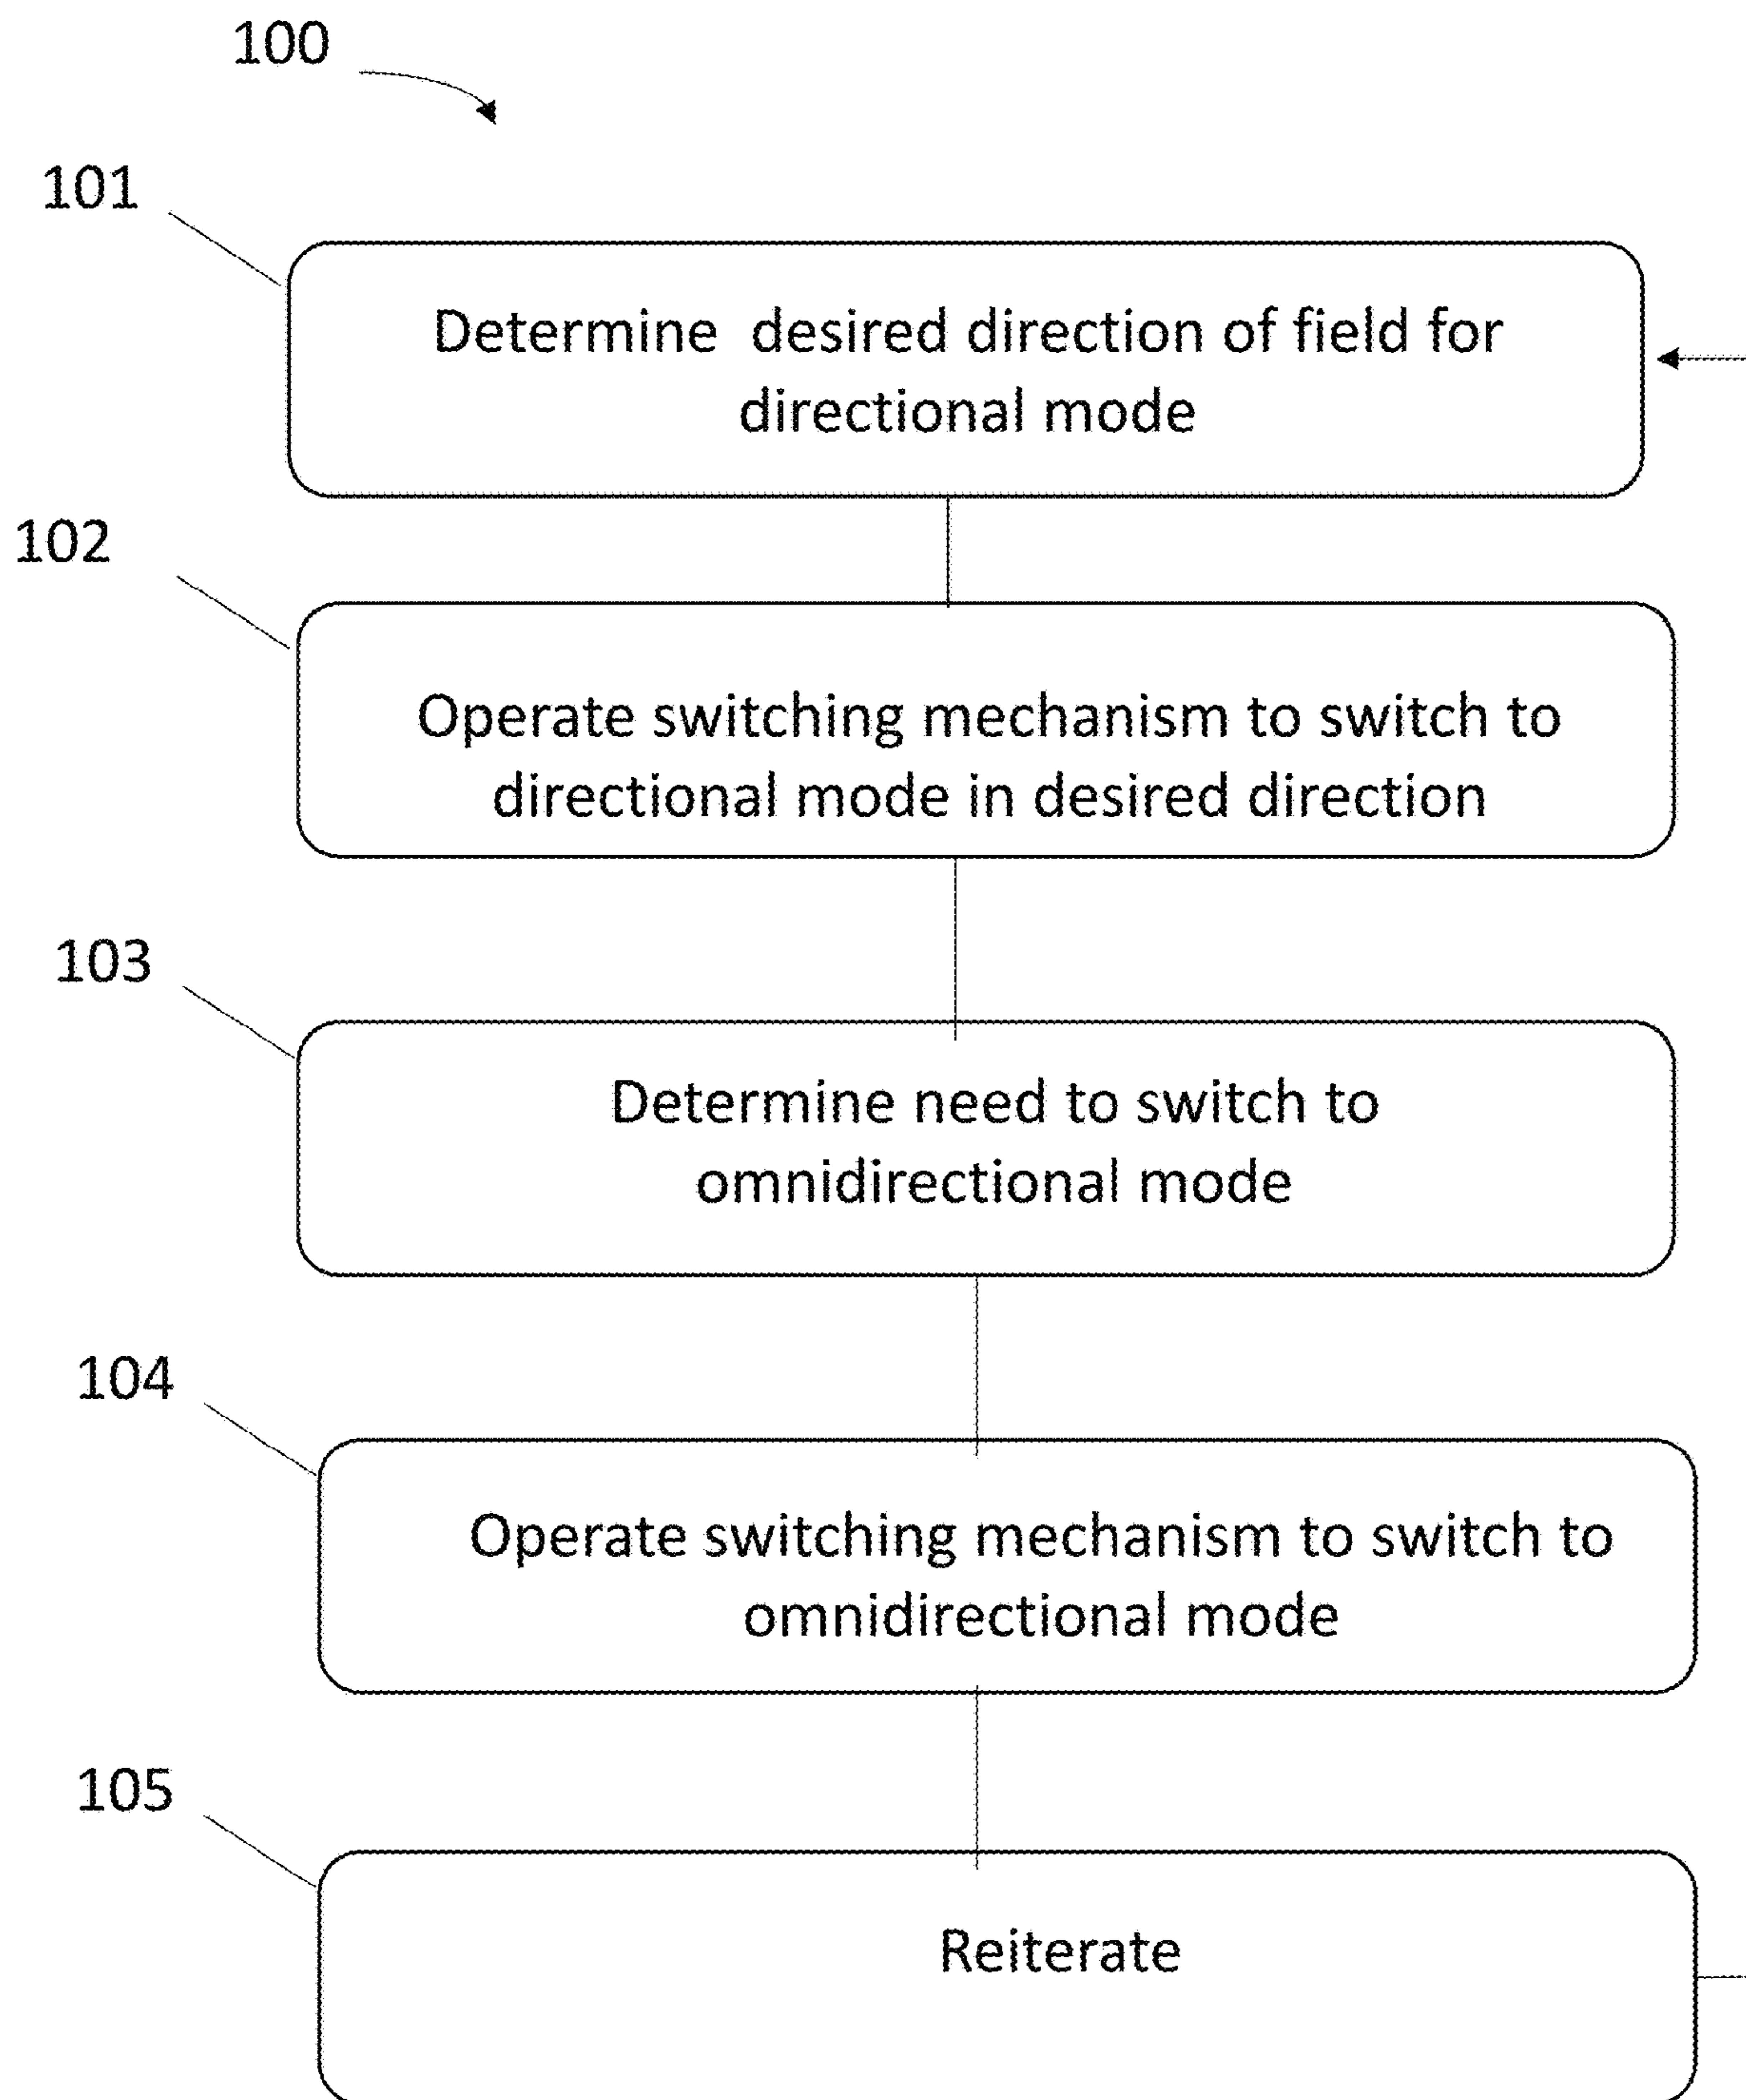 100
101
Determine desired direction of field for
directional mode
102
Operate switching mechanism to switch to
directional mode in desired direction
103
Determine need to switch to
omnidirectional mode
104
Operate switching mechanism to switch to
omnidirectional mode
105
Reiterate